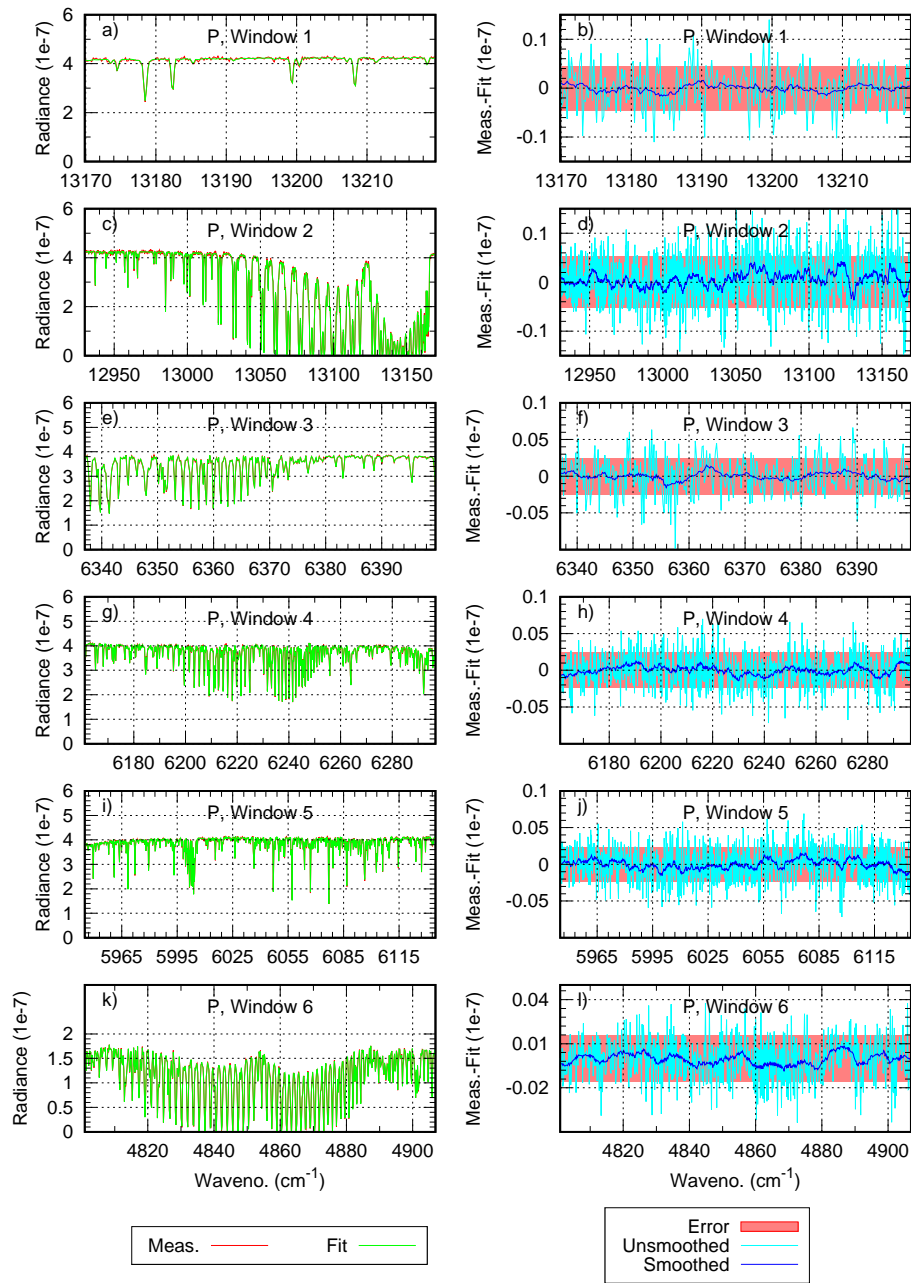 a)
P, Window 1
Radiance (1e-7)
6
4
2
0
13170 13180 13190 13200 13210
b)
P, Window 1
Meas.-Fit (1e-7)
0.1
0
-0.1
13170 13180 13190 13200 13210
c)
P, Window 2
Radiance (1e-7)
6
4
2
0
12950 13000 13050 13100 13150
d)
P, Window 2
Meas.-Fit (1e-7)
0.1
0
-0.1
12950 13000 13050 13100 13150
e)
P, Window 3
Radiance (1e-7)
6
5
4
3
2
1
0
6340 6350 6360 6370 6380 6390
f)
P, Window 3
Meas.-Fit (1e-7)
0.1
0.05
0
-0.05
6340 6350 6360 6370 6380 6390
g)
P, Window 4
Radiance (1e-7)
6
5
4
3
2
1
0
6180 6200 6220 6240 6260 6280
h)
P, Window 4
Meas.-Fit (1e-7)
0.1
0.05
0
-0.05
6180 6200 6220 6240 6260 6280
i)
P, Window 5
Radiance (1e-7)
6
5
4
3
2
1
0
5965 5995 6025 6055 6085 6115
j)
P, Window 5
Meas.-Fit (1e-7)
0.1
0.05
0
-0.05
5965 5995 6025 6055 6085 6115
k)
P, Window 6
Radiance (1e-7)
2
1.5
1
0.5
0
4820 4840 4860 4880 4900
Waveno. (cm⁻¹)
l)
P, Window 6
Meas.-Fit (1e-7)
0.04
0.01
-0.02
4820 4840 4860 4880 4900
Waveno. (cm⁻¹)
Meas.
Fit
Error
Unsmoothed
Smoothed